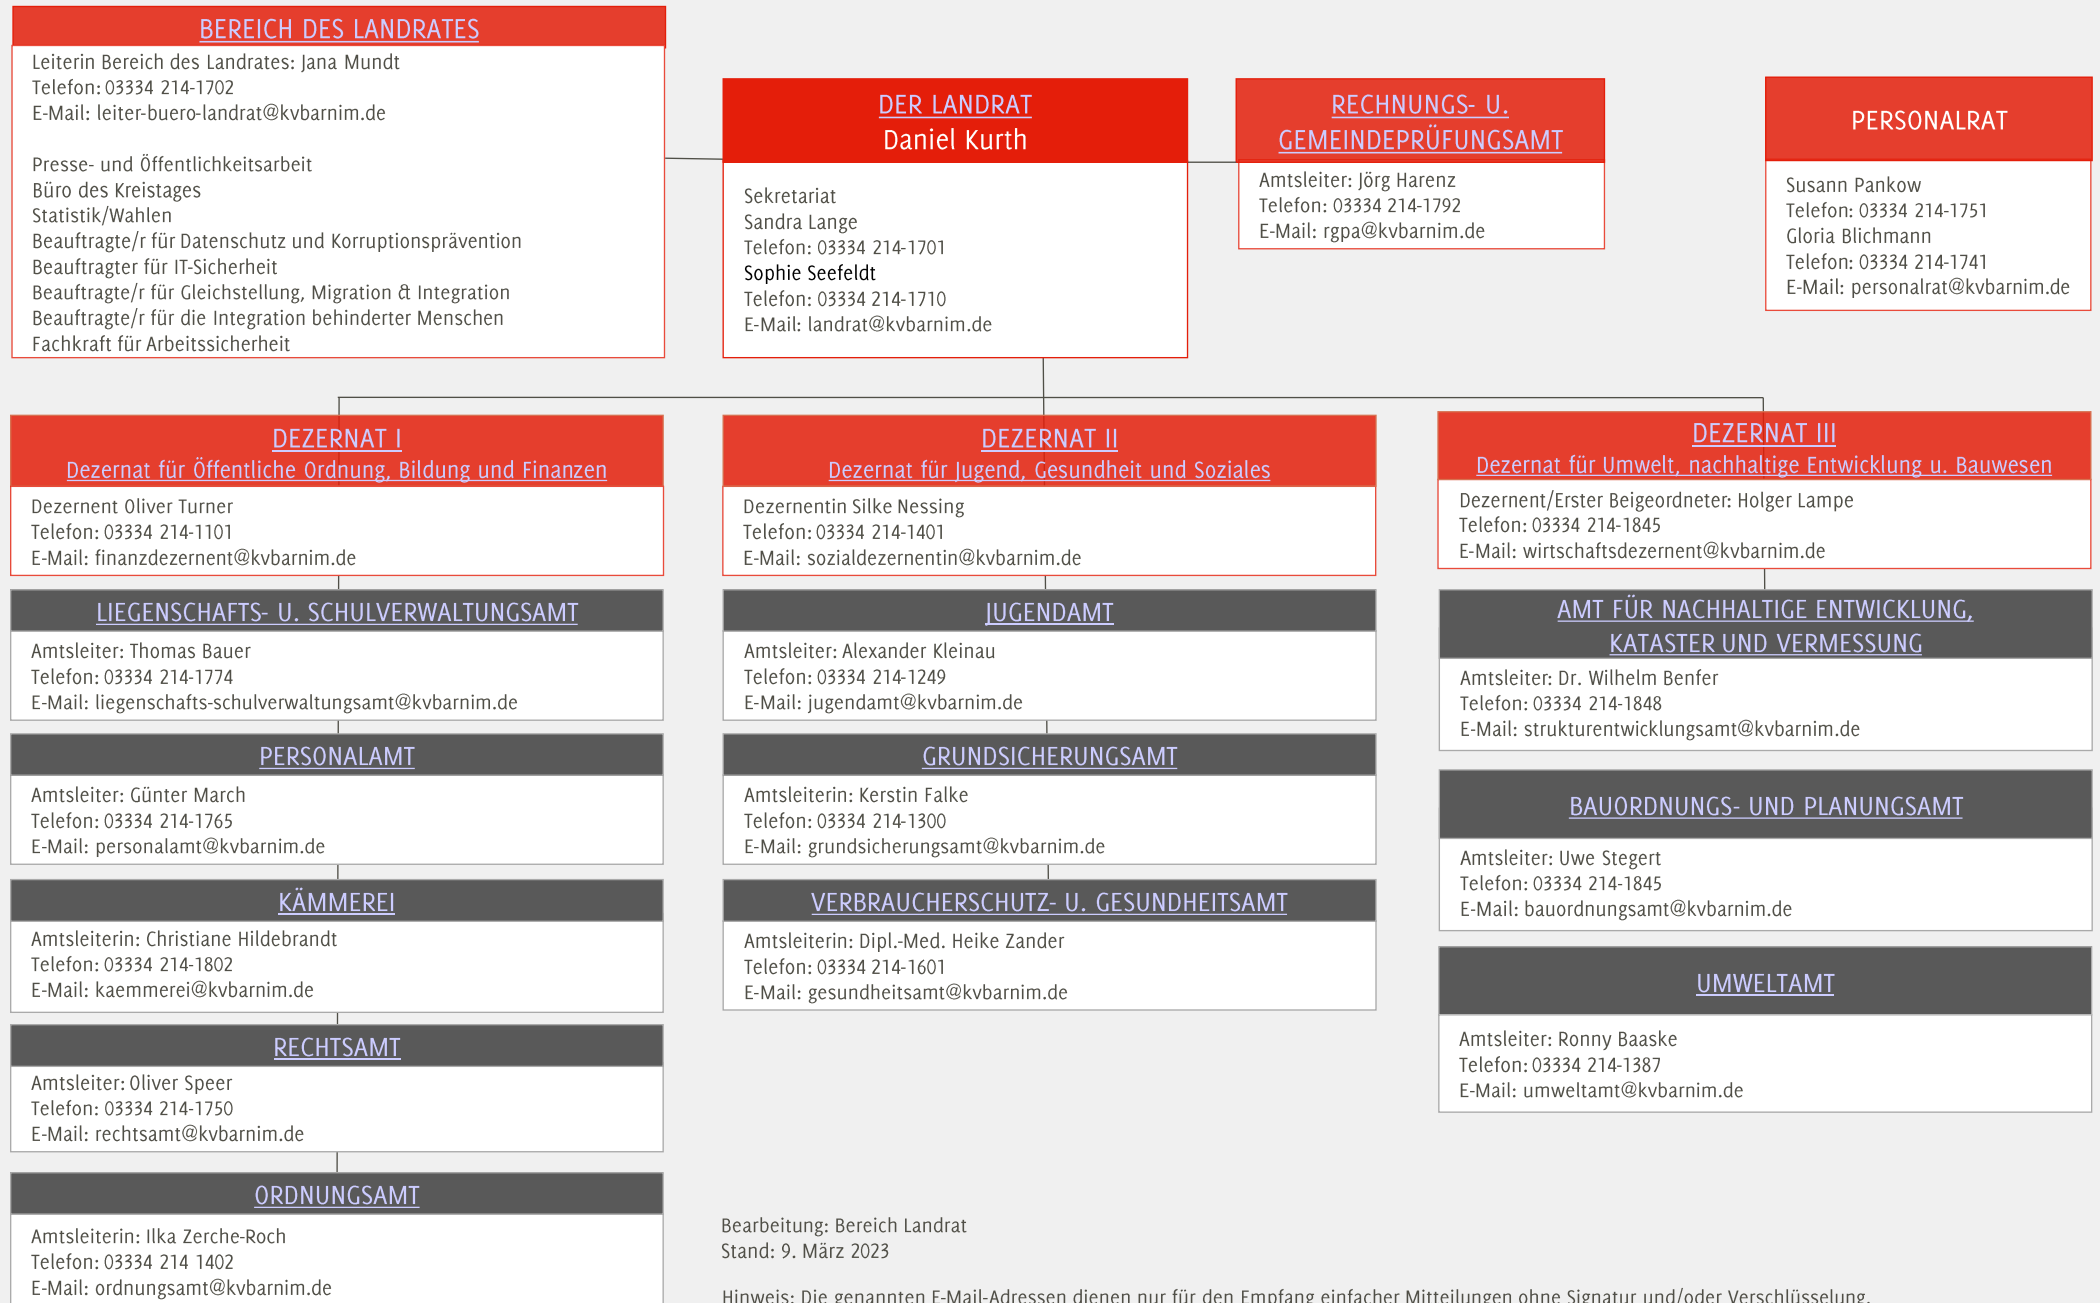 BEREICH DES LANDRATES
Leiterin Bereich des Landrates: Jana Mundt
Telefon: 03334 214-1702
E-Mail: leiter-buero-landrat@kvbarnim.de
Presse- und Öffentlichkeitsarbeit
Büro des Kreistages
Statistik/Wahlen
Beauftragte/r für Datenschutz und Korruptionsprävention
Beauftragter für IT-Sicherheit
Beauftragte/r für Gleichstellung, Migration & Integration
Beauftragte/r für die Integration behinderter Menschen
Fachkraft für Arbeitssicherheit
DER LANDRAT
Daniel Kurth
Sekretariat
Sandra Lange
Telefon: 03334 214-1701
Sophie Seefeldt
Telefon: 03334 214-1710
E-Mail: landrat@kvbarnim.de
RECHNUNGS- U.
GEMEINDEPRÜFUNGSAMT
Amtsleiter: Jörg Harenz
Telefon: 03334 214-1792
E-Mail: rgpa@kvbarnim.de
PERSONALRAT
Susann Pankow
Telefon: 03334 214-1751
Gloria Blichmann
Telefon: 03334 214-1741
E-Mail: personalrat@kvbarnim.de
DEZERNAT I
Dezernat für Öffentliche Ordnung, Bildung und Finanzen
Dezernent Oliver Turner
Telefon: 03334 214-1101
E-Mail: finanzdezernent@kvbarnim.de
LIEGENSCHAFTS- U. SCHULVERWALTUNGSAMT
Amtsleiter: Thomas Bauer
Telefon: 03334 214-1774
E-Mail: liegenschafts-schulverwaltungsamt@kvbarnim.de
PERSONALAMT
Amtsleiter: Günter March
Telefon: 03334 214-1765
E-Mail: personalamt@kvbarnim.de
KÄMMEREI
Amtsleiterin: Christiane Hildebrandt
Telefon: 03334 214-1802
E-Mail: kaemmerei@kvbarnim.de
RECHTSAMT
Amtsleiter: Oliver Speer
Telefon: 03334 214-1750
E-Mail: rechtsamt@kvbarnim.de
ORDNUNGSAMT
Amtsleiterin: Ilka Zerche-Roch
Telefon: 03334 214 1402
E-Mail: ordnungsamt@kvbarnim.de
DEZERNAT II
Dezernat für Jugend, Gesundheit und Soziales
Dezernentin Silke Nessing
Telefon: 03334 214-1401
E-Mail: sozialdezernentin@kvbarnim.de
JUGENDAMT
Amtsleiter: Alexander Kleinau
Telefon: 03334 214-1249
E-Mail: jugendamt@kvbarnim.de
GRUNDSICHERUNGSAMT
Amtsleiterin: Kerstin Falke
Telefon: 03334 214-1300
E-Mail: grundsicherungsamt@kvbarnim.de
VERBRAUCHERSCHUTZ- U. GESUNDHEITSAMT
Amtsleiterin: Dipl.-Med. Heike Zander
Telefon: 03334 214-1601
E-Mail: gesundheitsamt@kvbarnim.de
DEZERNAT III
Dezernat für Umwelt, nachhaltige Entwicklung u. Bauwesen
Dezernent/Erster Beigeordneter: Holger Lampe
Telefon: 03334 214-1845
E-Mail: wirtschaftsdezernent@kvbarnim.de
AMT FÜR NACHHALTIGE ENTWICKLUNG,
KATASTER UND VERMESSUNG
Amtsleiter: Dr. Wilhelm Benfer
Telefon: 03334 214-1848
E-Mail: strukturentwicklungsamt@kvbarnim.de
BAUORDNUNGS- UND PLANUNGSAMT
Amtsleiter: Uwe Stegert
Telefon: 03334 214-1845
E-Mail: bauordnungsamt@kvbarnim.de
UMWELTAMT
Amtsleiter: Ronny Baaske
Telefon: 03334 214-1387
E-Mail: umweltamt@kvbarnim.de
Bearbeitung: Bereich Landrat
Stand: 9. März 2023
Hinweis: Die genannten E-Mail-Adressen dienen nur für den Empfang einfacher Mitteilungen ohne Signatur und/oder Verschlüsselung.